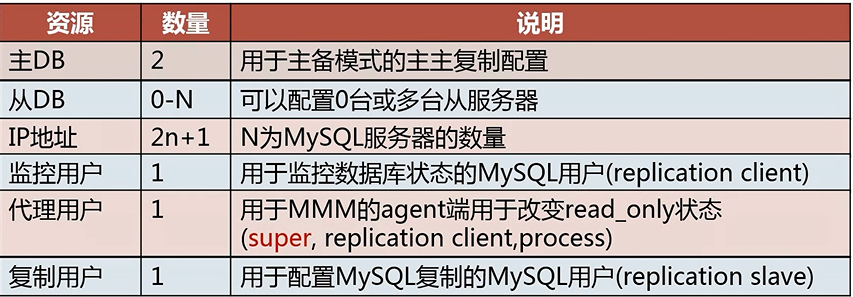 资源 数量 说明
主DB 2 用于主备模式的主主复制配置
从DB 0-N 可以配置0台或多台从服务器
IP地址 2n+1 N为MySQL服务器的数量
监控用户 1 用于监控数据库状态的MySQL用户(replication client)
代理用户 1 用于MMM的agent端用于改变read_only状态
(super, replication client,process)
复制用户 1 用于配置MySQL复制的MySQL用户(replication slave)